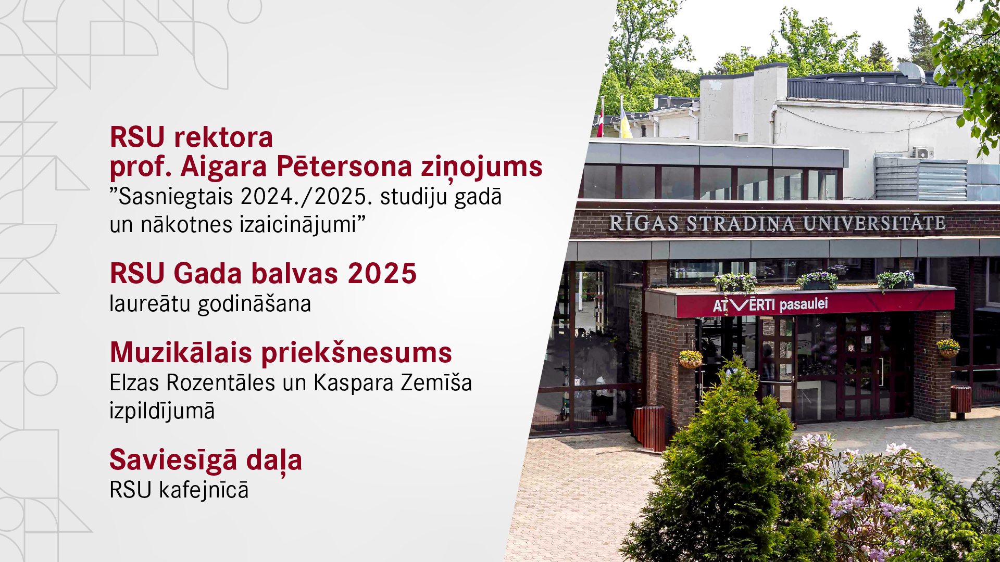 RSU rektora
prof. Aigara Pētersona ziņojums
”Sasniegtais 2024./2025. studiju gadā
un nākotnes izaicinājumi”
RSU Gada balvas 2025
laureātu godināšana
Muzikālais priekšnesums
Elzas Rozentāles un Kaspara Zemīša
izpildījumā
Saviesīgā daļa
RSU kafejnīcā
RĪGAS STRADIŅA UNIVERSITĀTE
ATVĒRTI pasaulei